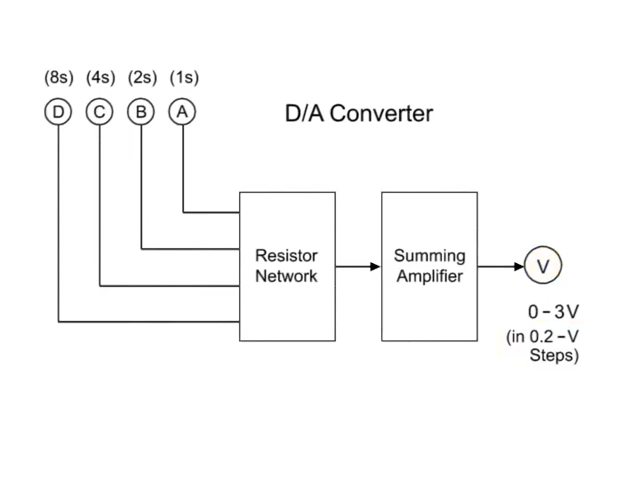 (8s) (4s) (2s) (1s)
D C B A
D/A Converter
Resistor
Network
Summing
Amplifier
V
0–3V
(in 0.2–V
Steps)